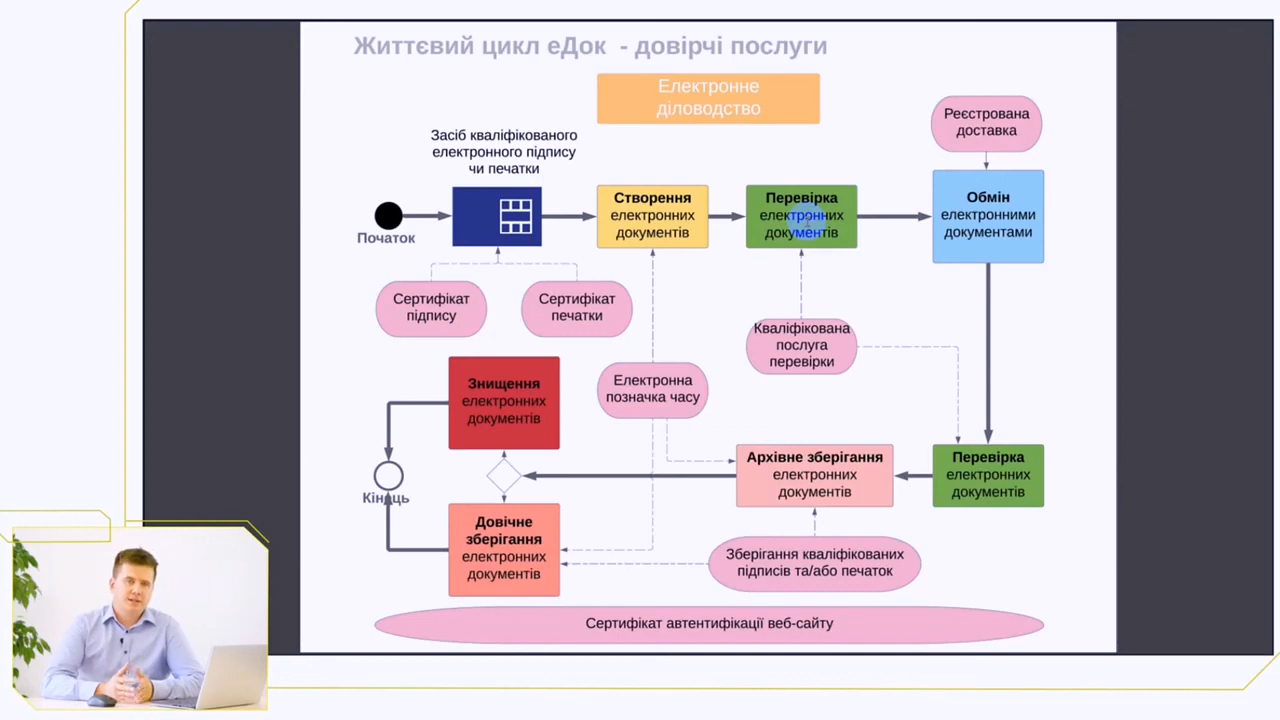 Життєвий цикл еДок - довірчі послуги
Електронне
діловодство
Реєстрована
доставка
Засіб кваліфікованого
електронного підпису
чи печатки
Початок
Створення
електронних
документів
Перевірка
електронних
документів
Обмін
електронними
документами
Сертифікат
підпису
Сертифікат
печатки
Кваліфікована
послуга
перевірки
Електронна
позначка часу
Знищення
електронних
документів
Кінець
Архівне зберігання
електронних
документів
Перевірка
електронних
документів
Довічне
зберігання
електронних
документів
Зберігання кваліфікованих
підписів та/або печаток
Сертифікат автентифікації веб-сайту